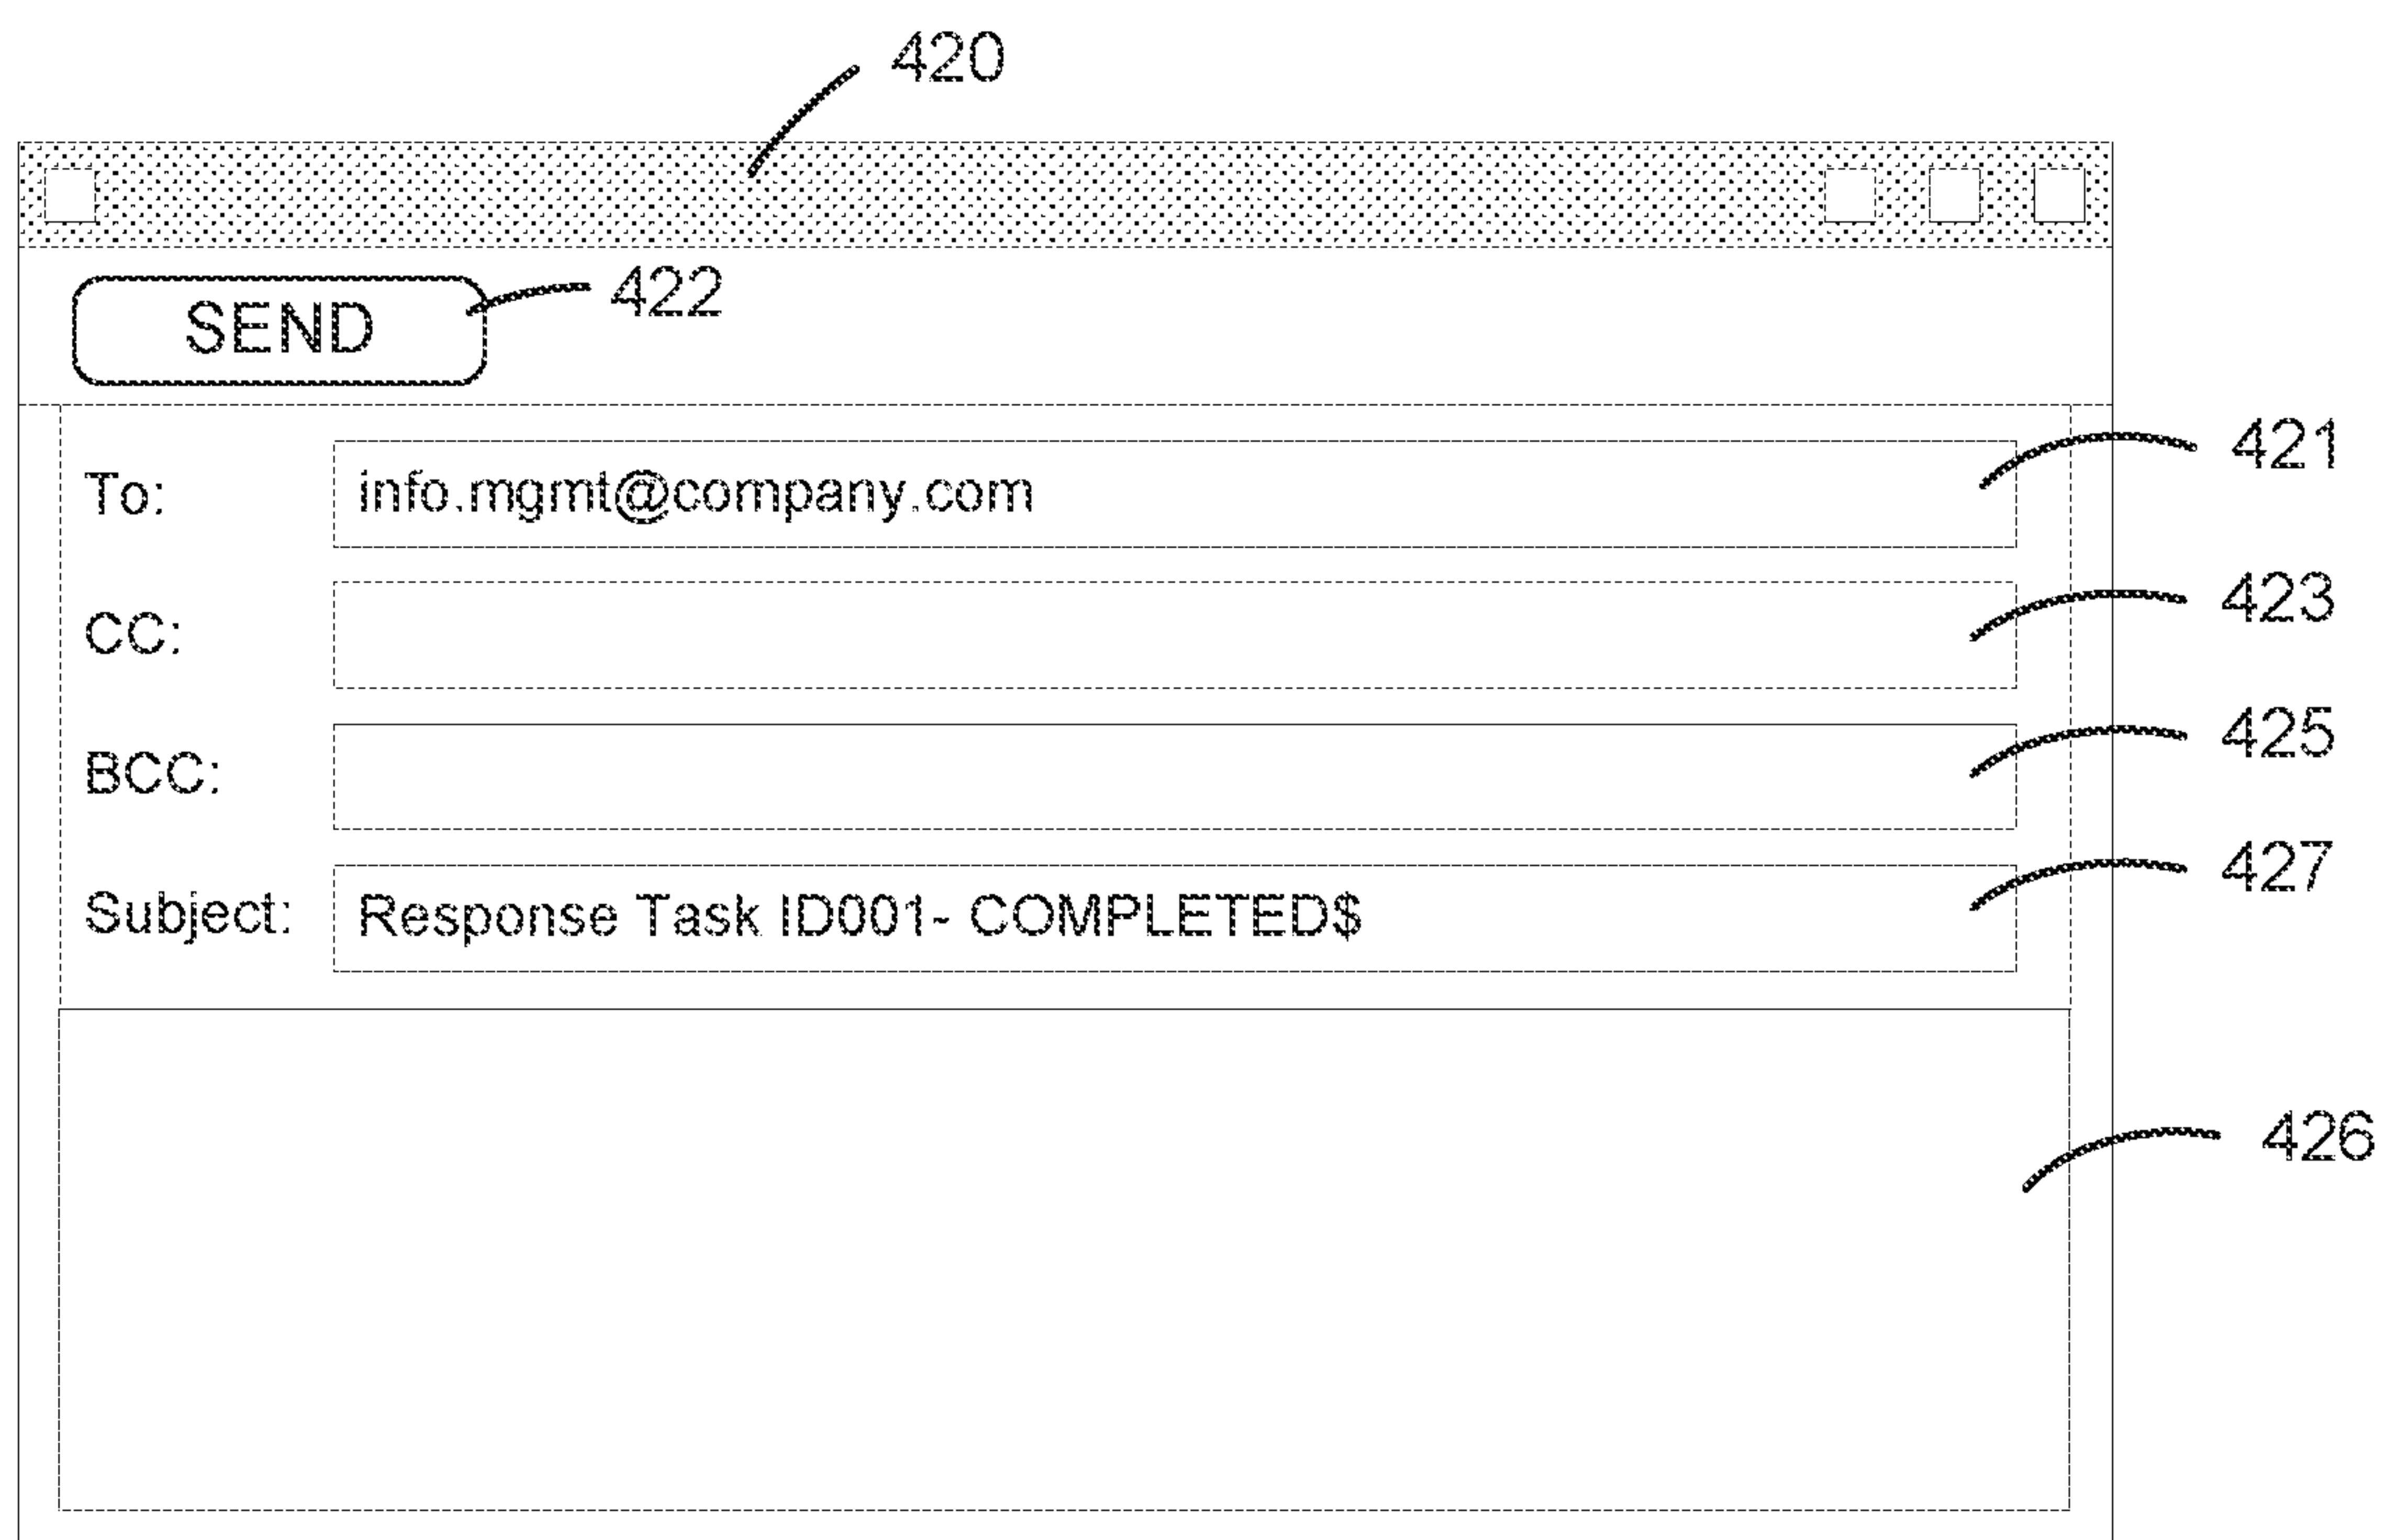 420
SEND 422
To: info.mgmt@company.com 421
CC: 423
BCC: 425
Subject: Response Task ID001- COMPLETED$ 427
426